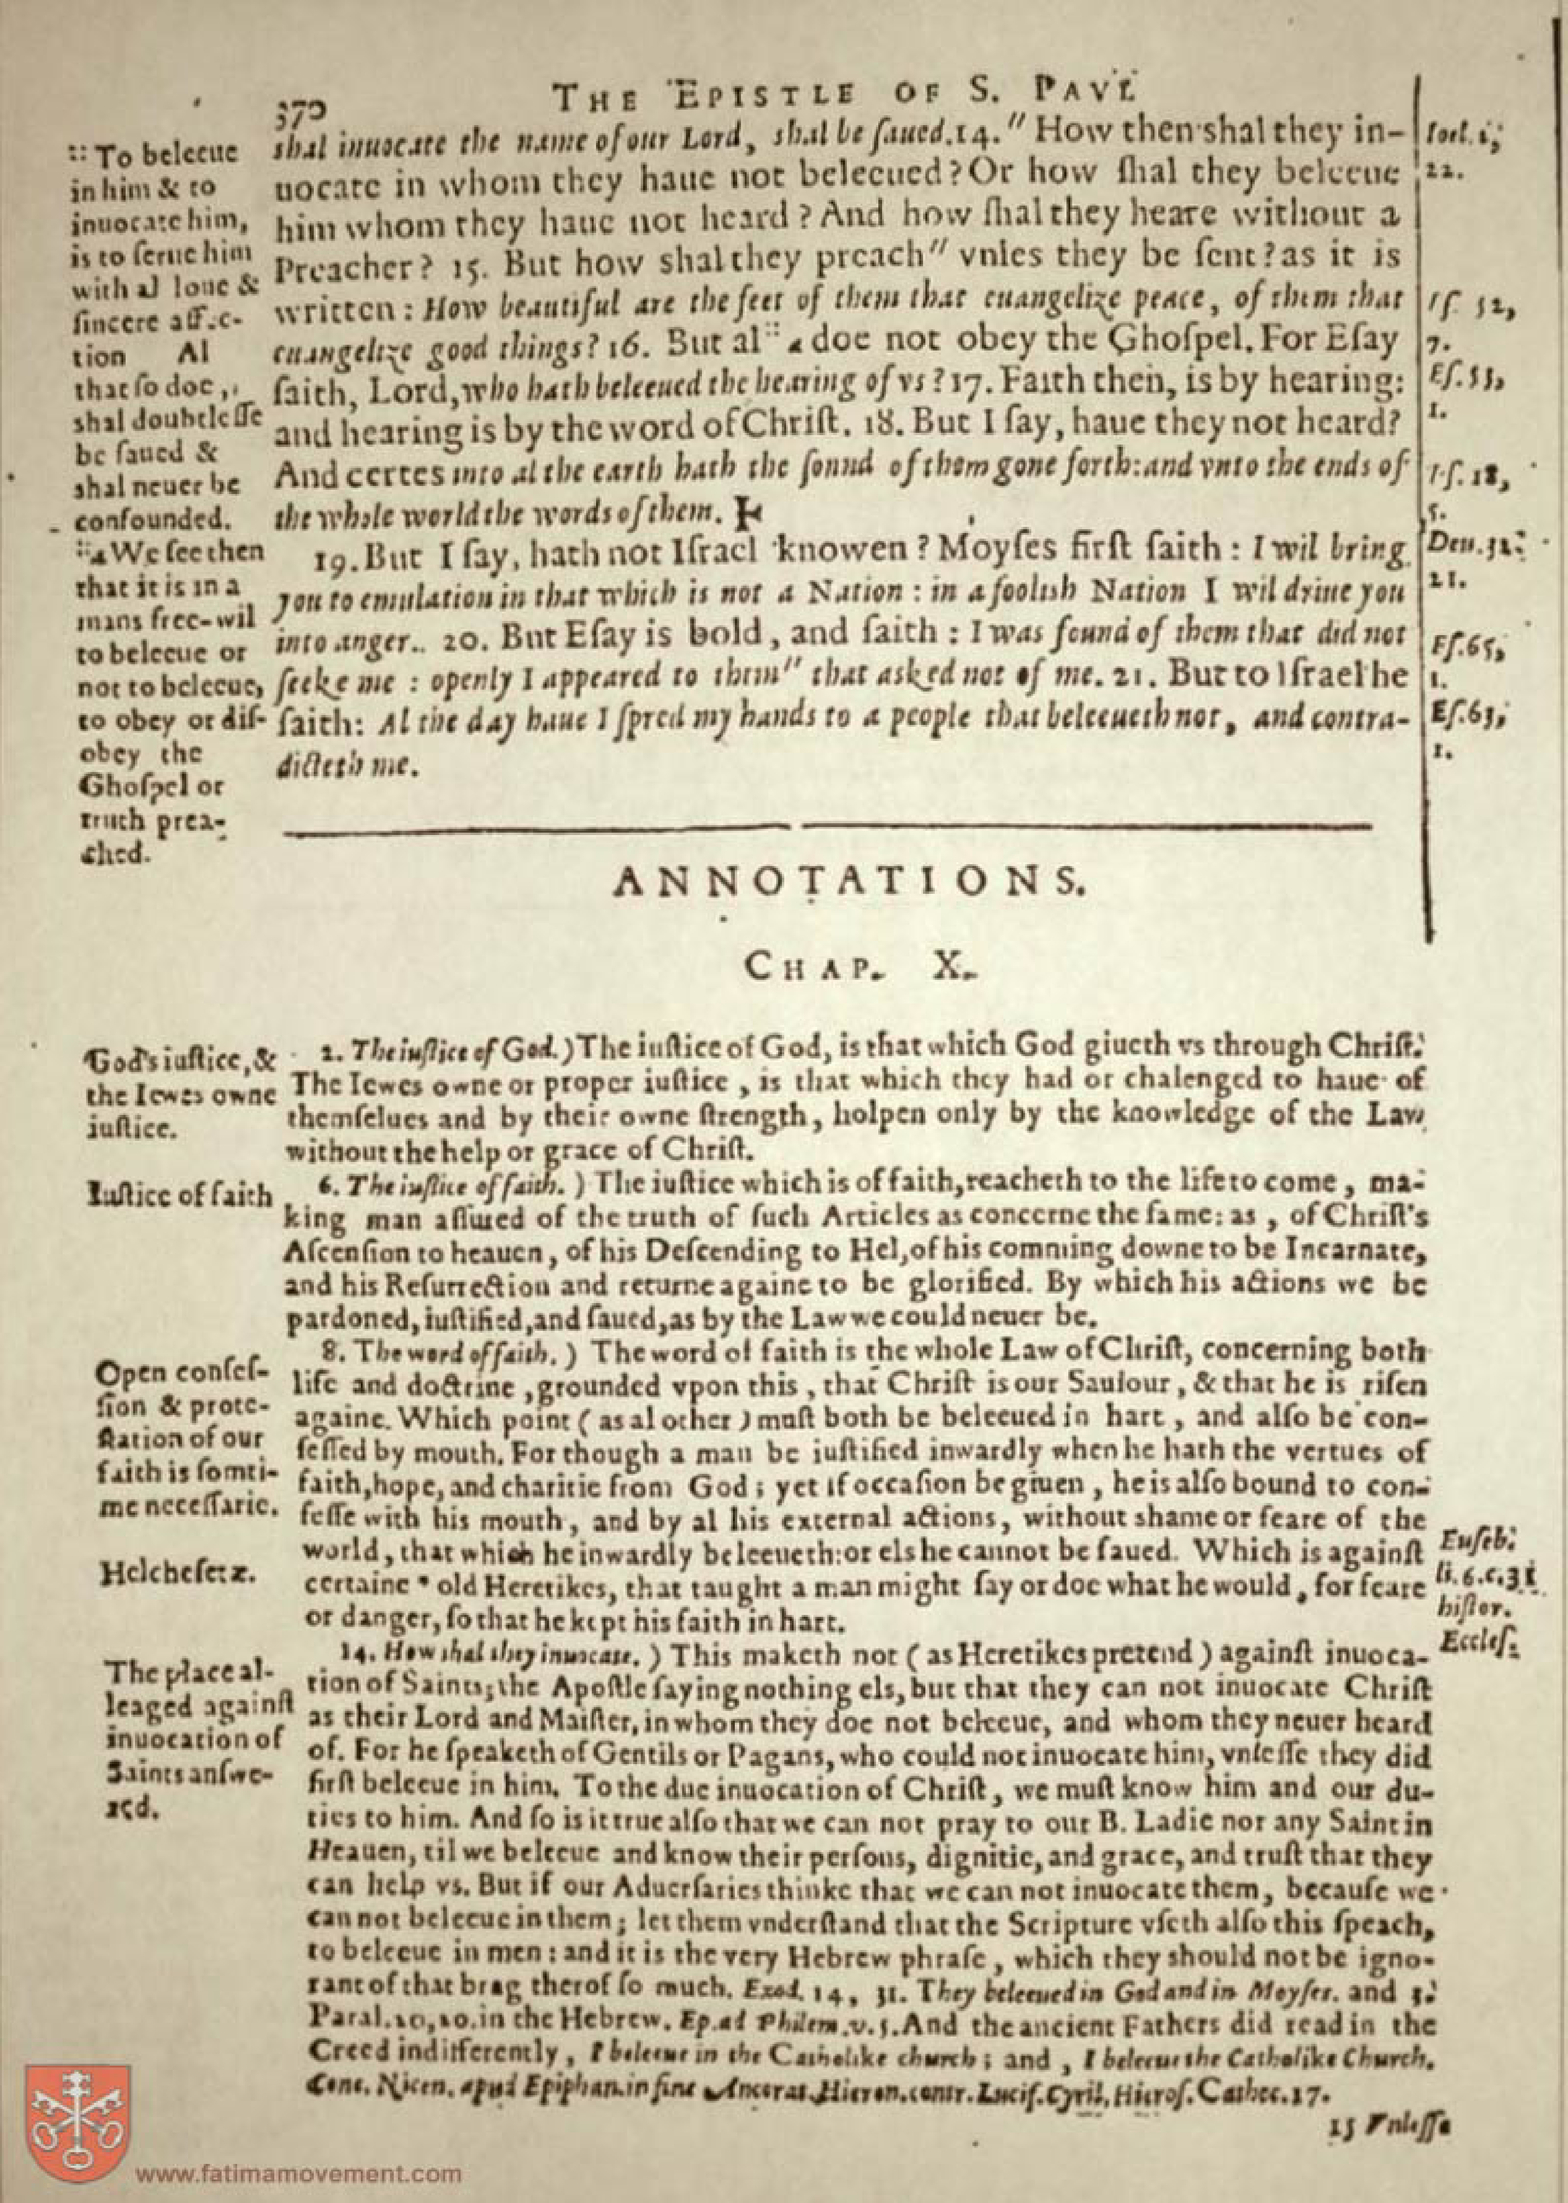 370
THE EPISTLE OF S. PAVL
shal inuocate the name of our Lord, shal be ſaued. 14. " How then shal they in-
uocate in whom they haue not beleeued? Or how ſhal they beleeue
him whom they haue not heard? And how ſhal they heare without a
Preacher? 15. But how shal they preach " vnles they be ſent? as it is
written: How beautiful are the feet of them that euangelize peace, of them that
euangelize good things? 16. But al :: a doe not obey the Ghoſpel. For Eſay
ſaith, Lord, who hath beleeued the hearing of vs? 17. Faith then, is by hearing:
and hearing is by the word of Chriſt. 18. But I ſay, haue they not heard?
And certes into al the earth hath the ſound of them gone forth: and vnto the ends of
the whole world the words of them.
19. But I ſay, hath not Iſrael knowen? Moyſes firſt ſaith: I wil bring
you to emulation in that which is not a Nation: in a foolish Nation I wil driue you
into anger.. 20. But Eſay is bold, and ſaith: I was found of them that did not
ſeeke me: openly I appeared to them " that asked not of me. 21. But to Iſrael he
ſaith: Al the day haue I ſpred my hands to a people that beleeueth not, and contra-
dicteth me.
:: To beleeue
in him & to
inuocate him,
is to ſerue him
with al loue &
ſincere affec-
tion Al
that ſo doe,
shal doubtleſſe
be ſaued &
shal neuer be
confounded.
:: a We ſee then
that it is in a
mans free-wil
to beleeue or
not to beleeue,
to obey or diſ-
obey the
Ghoſpel or
truth prea-
ched.
Ioel. 2,
22.
Iſ. 52,
7.
Eſ. 53,
1.
Pſ. 18,
5.
Deu. 32.
21.
Eſ. 65,
1.
Eſ. 63,
1.
ANNOTATIONS.
CHAP. X.
God's iuſtice, &
the Iewes owne
iuſtice.
2. The iuſtice of God.) The iuſtice of God, is that which God giueth vs through Chriſt.
The Iewes owne or proper iuſtice, is that which they had or chalenged to haue of
themſelues and by their owne ſtrength, holpen only by the knowledge of the Law
without the help or grace of Chriſt.
Iuſtice of faith
6. The iuſtice of faith.) The iuſtice which is of faith, reacheth to the life to come, ma-
king man aſſured of the truth of ſuch Articles as concerne the ſame: as, of Chriſt's
Aſcenſion to heauen, of his Deſcending to Hel, of his comming downe to be Incarnate,
and his Reſurrection and returne againe to be glorified. By which his actions we be
pardoned, iuſtified, and ſaued, as by the Law we could neuer be.
Open confeſ-
ſion & prote-
ſtation of our
faith is ſomti-
me neceſſarie.
8. The word of faith.) The word of faith is the whole Law of Chriſt, concerning both
life and doctrine, grounded vpon this, that Chriſt is our Sauiour, & that he is riſen
againe. Which point (as al other) muſt both be beleeued in hart, and alſo be con-
feſſed by mouth. For though a man be iuſtified inwardly when he hath the vertues of
faith, hope, and charitie from God; yet if occaſion be giuen, he is alſo bound to con-
feſſe with his mouth, and by al his external actions, without shame or feare of the
world, that which he inwardly beleeueth: or els he cannot be ſaued. Which is againſt
certaine * old Heretikes, that taught a man might ſay or doe what he would, for feare
or danger, ſo that he kept his faith in hart.
Helcheſetæ.
Euſeb.
li. 6. c. 31
hiſtor.
Eccleſ.
The place al-
leaged againſt
inuocation of
Saints anſwe-
red.
14. How shal they inuocate.) This maketh not (as Heretikes pretend) againſt inuoca-
tion of Saints; the Apoſtle ſaying nothing els, but that they can not inuocate Chriſt
as their Lord and Maiſter, in whom they doe not beleeue, and whom they neuer heard
of. For he ſpeaketh of Gentils or Pagans, who could not inuocate him, vnleſſe they did
firſt beleeue in him. To the due inuocation of Chriſt, we muſt know him and our du-
ties to him. And ſo is it true alſo that we can not pray to our B. Ladie nor any Saint in
Heauen, til we beleeue and know their perſons, dignitie, and grace, and truſt that they
can help vs. But if our Aduerſaries thinke that we can not inuocate them, becauſe we
can not beleeue in them; let them vnderſtand that the Scripture vſeth alſo this ſpeach,
to beleeue in men: and it is the very Hebrew phraſe, which they should not be igno-
rant of that brag therof ſo much. Exod. 14, 31. They beleeued in God and in Moyſes. and
Paral. 20, 20. in the Hebrew. Ep. ad Philem. v. 5. And the ancient Fathers did read in the
Creed indifferently, I beleeue in the Catholike church; and, I beleeue the Catholike Church.
Conc. Nicen. apud Epiphan. in fine Ancorat. Hieron. contr. Lucif. Cyril, Hieroſ. Cathec. 17.
15 Vnleſſe
www.fatimamovement.com